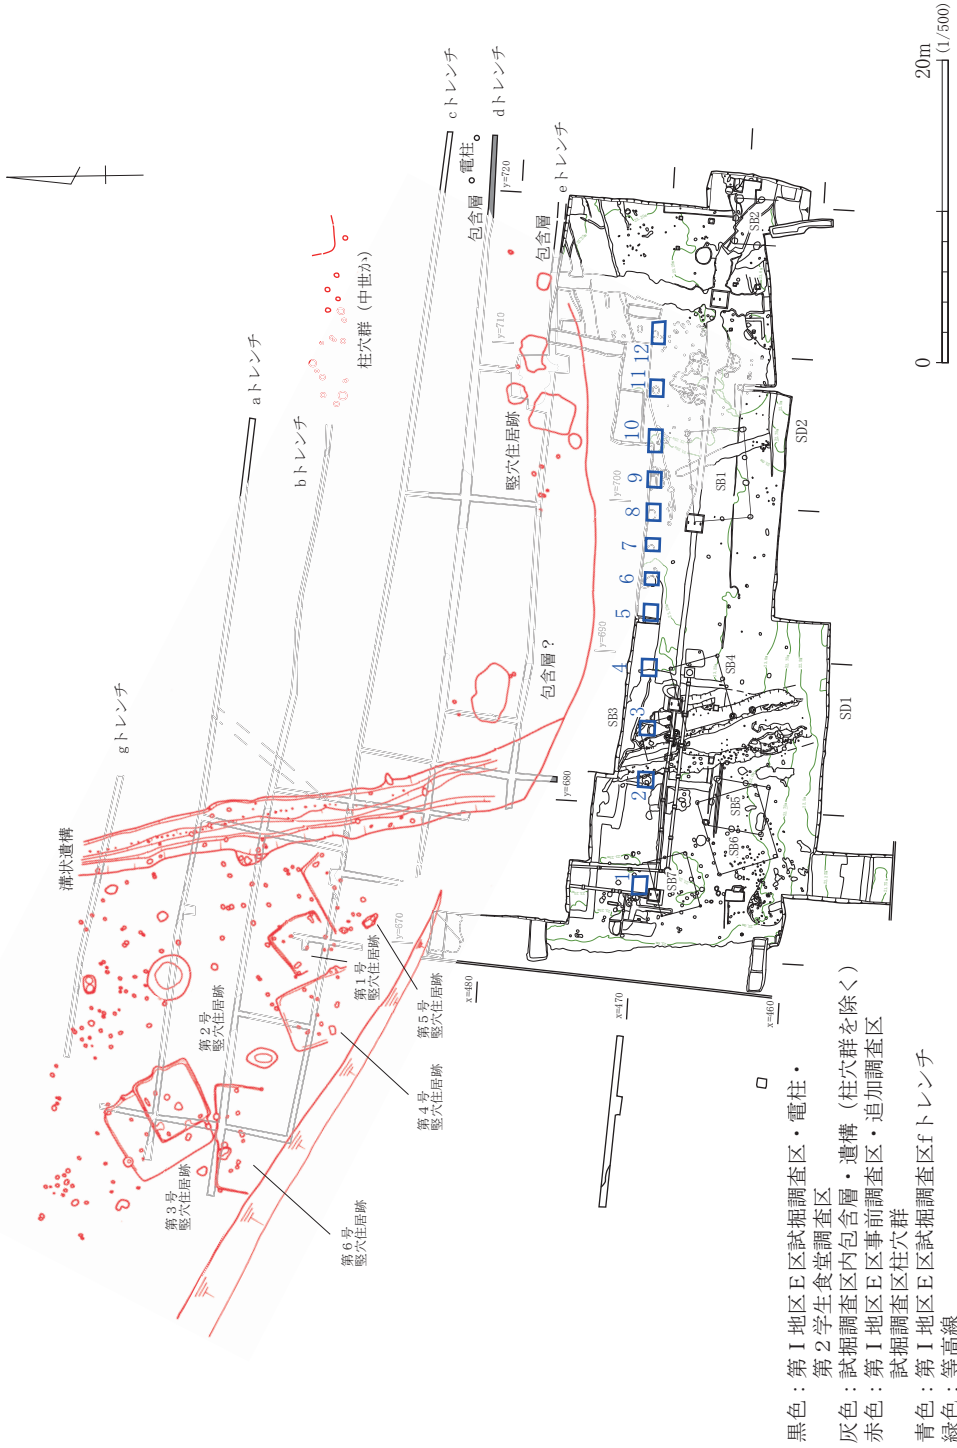 gトレンチ
aトレンチ
bトレンチ
cトレンチ
dトレンチ
eトレンチ
溝状遺構
柱穴群（中世か）
包含層
電柱
包含層
包含層？
竪穴住居跡
第１号
竪穴住居跡
第２号
竪穴住居跡
第３号
竪穴住居跡
第４号
竪穴住居跡
第５号
竪穴住居跡
第６号
竪穴住居跡
y=670
y=680
y=690
y=700
y=710
y=720
x=480
x=470
x=460
1
2
3
4
5
6
7
8
9
10
11
12
SB1
SB2
SB3
SB4
SB5
SB6
SB7
SD1
SD2
0
20m
(1/500)
黒色：第Ⅰ地区Ｅ区試掘調査区・電柱・
第２学生食堂調査区
灰色：試掘調査区内包含層・遺構（柱穴群を除く）
赤色：第Ⅰ地区Ｅ区事前調査区・追加調査区
試掘調査区柱穴群
青色：第Ⅰ地区Ｅ区試掘調査区fトレンチ
緑色：等高線